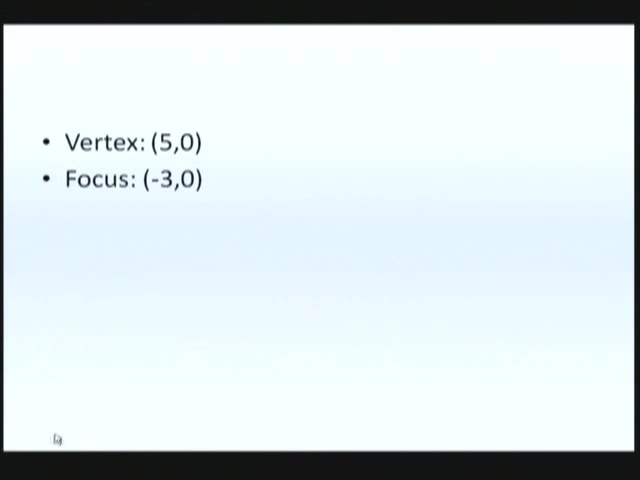 • Vertex: (5,0)
• Focus: (-3,0)